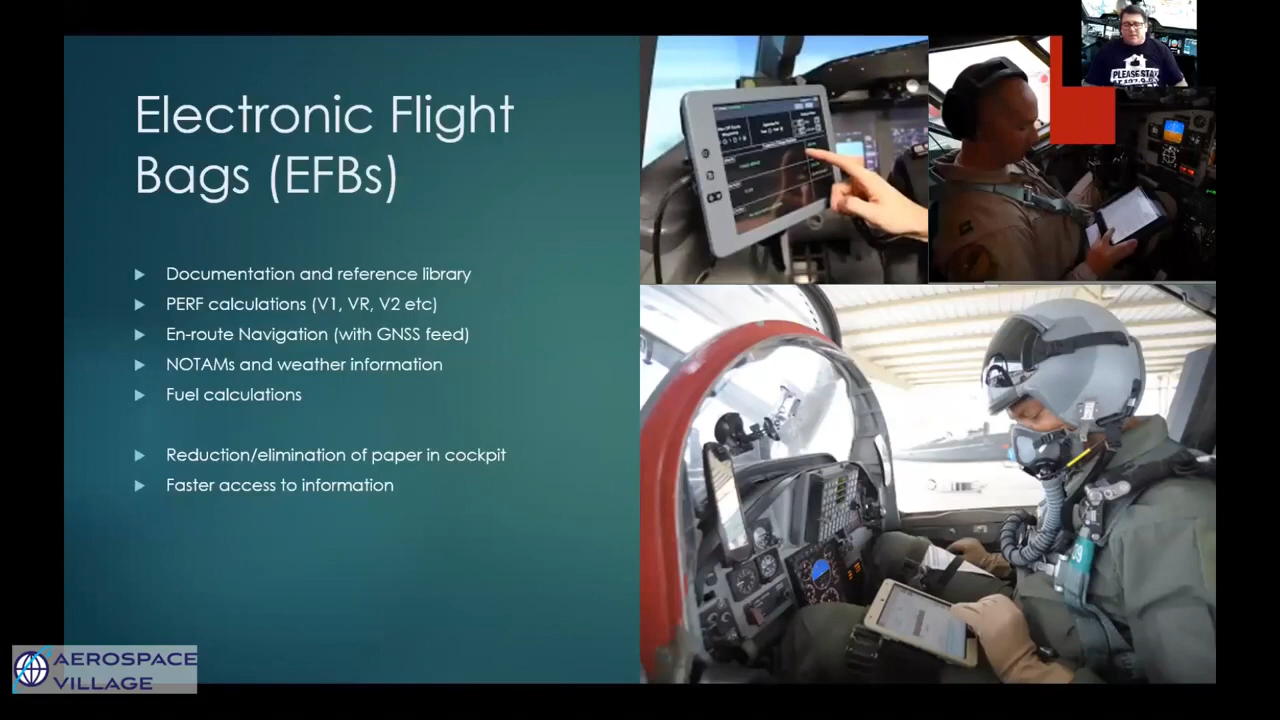 Electronic Flight
Bags (EFBs)
Documentation and reference library
PERF calculations (V1, VR, V2 etc)
En-route Navigation (with GNSS feed)
NOTAMs and weather information
Fuel calculations
Reduction/elimination of paper in cockpit
Faster access to information
PLEASE STAY
AEROSPACE
VILLAGE